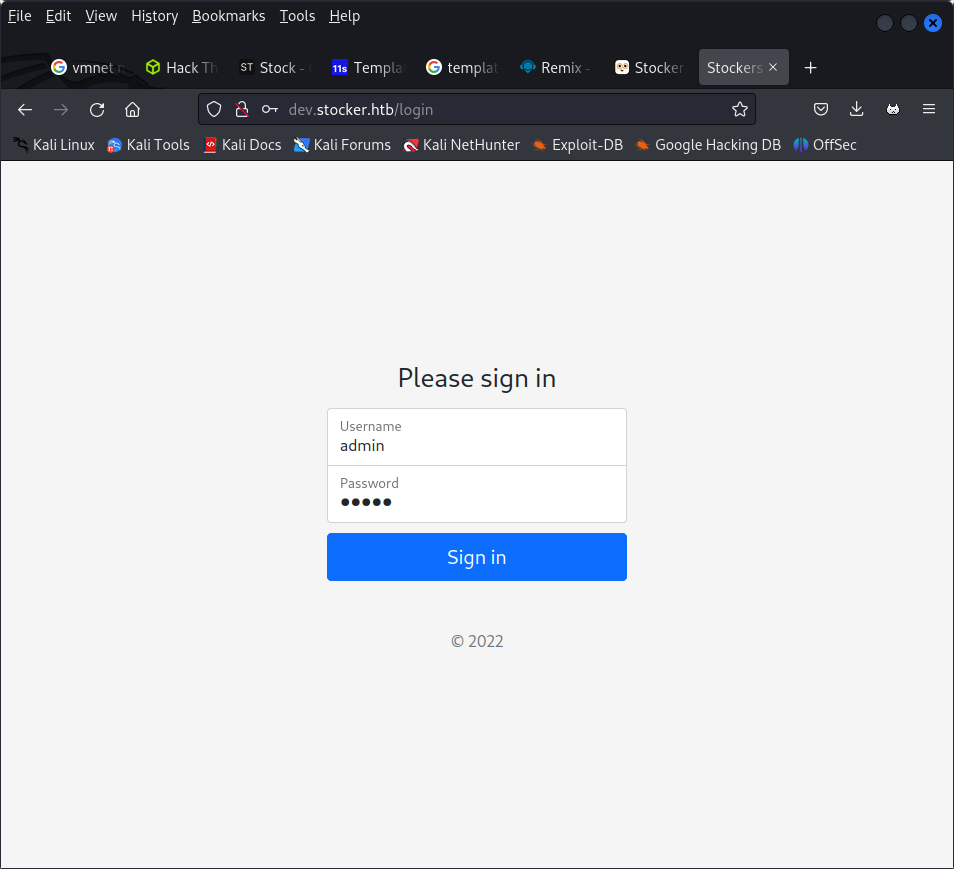 File Edit View History Bookmarks Tools Help
vmnet Hack Th ST Stock - 11s Templa templat Remix - Stocker Stockers
dev.stocker.htb/login
Kali Linux Kali Tools Kali Docs Kali Forums Kali NetHunter Exploit-DB Google Hacking DB OffSec
Please sign in
Username
admin
Password
Sign in
© 2022